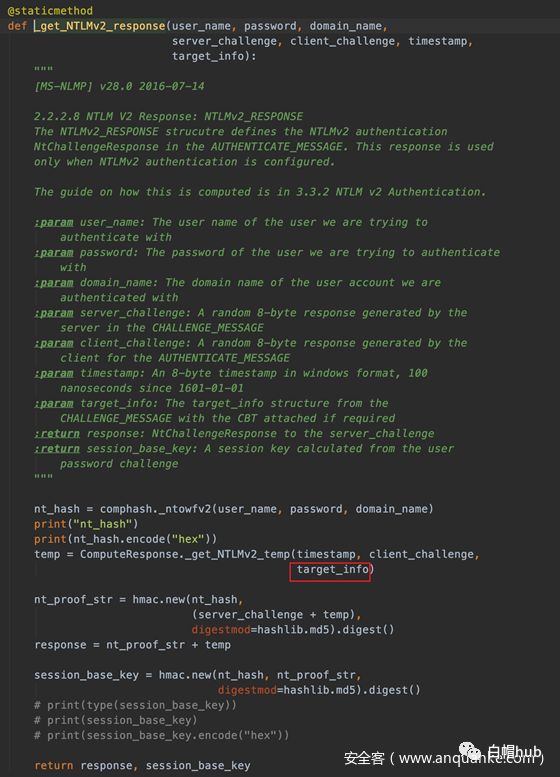 @staticmethod
def _get_NTLMv2_response(user_name, password, domain_name,
server_challenge, client_challenge, timestamp,
target_info):
"""
[MS-NLMP] v28.0 2016-07-14
2.2.2.8 NTLM V2 Response: NTLMv2_RESPONSE
The NTLMv2_RESPONSE strucutre defines the NTLMv2 authentication
NtChallengeResponse in the AUTHENTICATE_MESSAGE. This response is used
only when NTLMv2 authentication is configured.
The guide on how this is computed is in 3.3.2 NTLM v2 Authentication.
:param user_name: The user name of the user we are trying to
authenticate with
:param password: The password of the user we are trying to authenticate
with
:param domain_name: The domain name of the user account we are
authenticated with
:param server_challenge: A random 8-byte response generated by the
server in the CHALLENGE_MESSAGE
:param client_challenge: A random 8-byte response generated by the
client for the AUTHENTICATE_MESSAGE
:param timestamp: An 8-byte timestamp in windows format, 100
nanoseconds since 1601-01-01
:param target_info: The target_info structure from the
CHALLENGE_MESSAGE with the CBT attached if required
:return response: NtChallengeResponse to the server_challenge
:return session_base_key: A session key calculated from the user
password challenge
"""
nt_hash = comphash._ntowfv2(user_name, password, domain_name)
print("nt_hash")
print(nt_hash.encode("hex"))
temp = ComputeResponse._get_NTLMv2_temp(timestamp, client_challenge,
target_info)
nt_proof_str = hmac.new(nt_hash,
(server_challenge + temp),
digestmod=hashlib.md5).digest()
response = nt_proof_str + temp
session_base_key = hmac.new(nt_hash, nt_proof_str,
digestmod=hashlib.md5).digest()
# print(type(session_base_key))
# print(session_base_key)
# print(session_base_key.encode("hex"))
白帽hub
安全客（www.anquanke.com）
return response, session_base_key